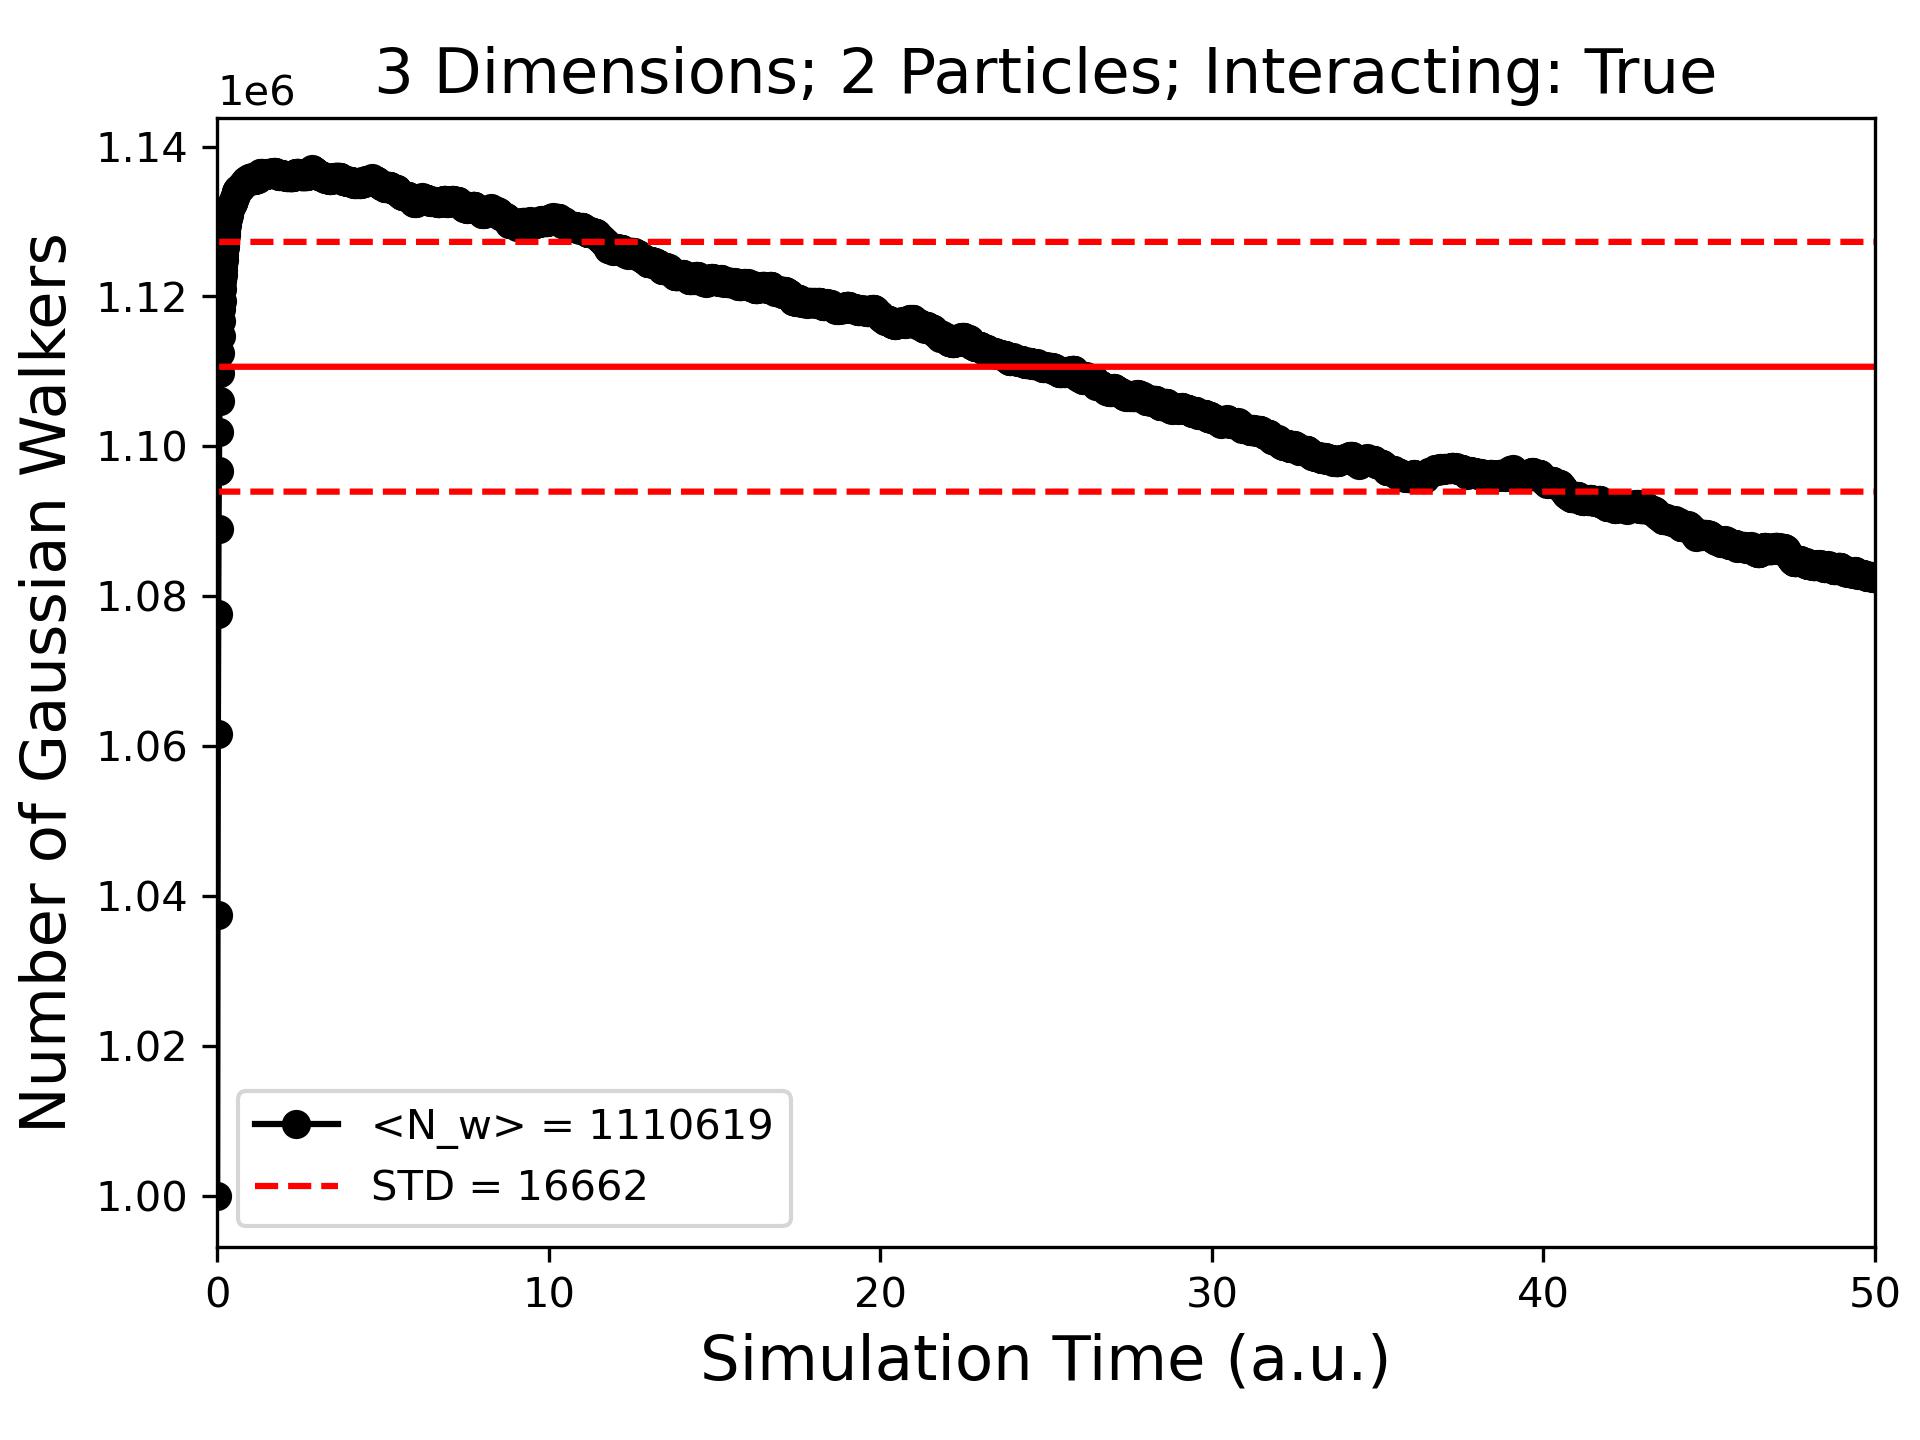 3 Dimensions; 2 Particles; Interacting: True
1e6
1.14
1.12
1.10
1.08
1.06
1.04
1.02
1.00
Number of Gaussian Walkers
<N_w> = 1110619
STD = 16662
0 10 20 30 40 50
Simulation Time (a.u.)